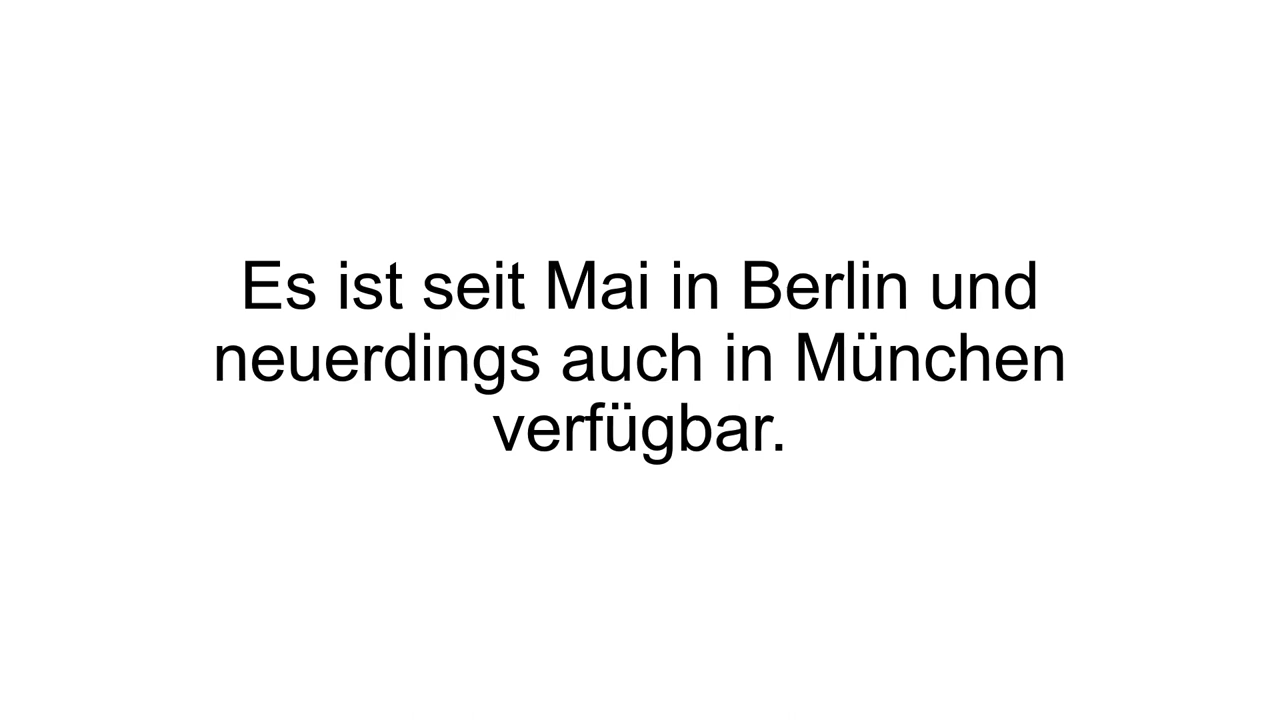 Es ist seit Mai in Berlin und
neuerdings auch in München
verfügbar.